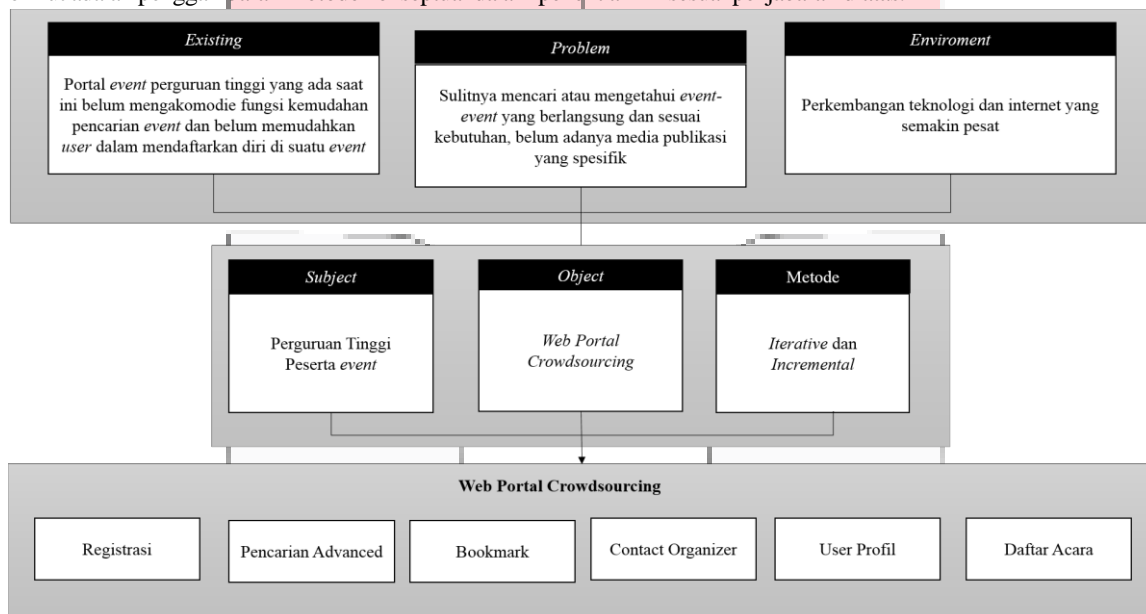 Existing
Problem
Enviroment
Portal event perguruan tinggi yang ada saat
ini belum mengakomodie fungsi kemudahan
pencarian event dan belum memudahkan
user dalam mendaftarkan diri di suatu event
Sulitnya mencari atau mengetahui event-
event yang berlangsung dan sesuai
kebutuhan, belum adanya media publikasi
yang spesifik
Perkembangan teknologi dan internet yang
semakin pesat
Subject
Object
Metode
Perguruan Tinggi
Peserta event
Web Portal
Crowdsourcing
Iterative dan
Incremental
Web Portal Crowdsourcing
Registrasi
Pencarian Advanced
Bookmark
Contact Organizer
User Profil
Daftar Acara